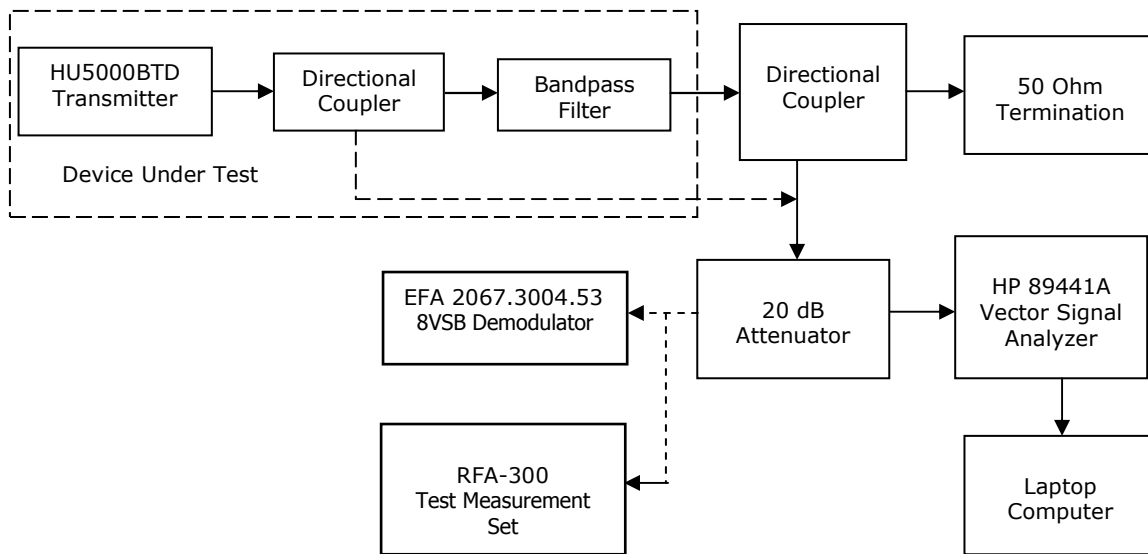 HU5000BTD
Transmitter
Directional
Coupler
Bandpass
Filter
Directional
Coupler
50 Ohm
Termination
Device Under Test
EFA 2067.3004.53
8VSB Demodulator
20 dB
Attenuator
HP 89441A
Vector Signal
Analyzer
RFA-300
Test Measurement
Set
Laptop
Computer